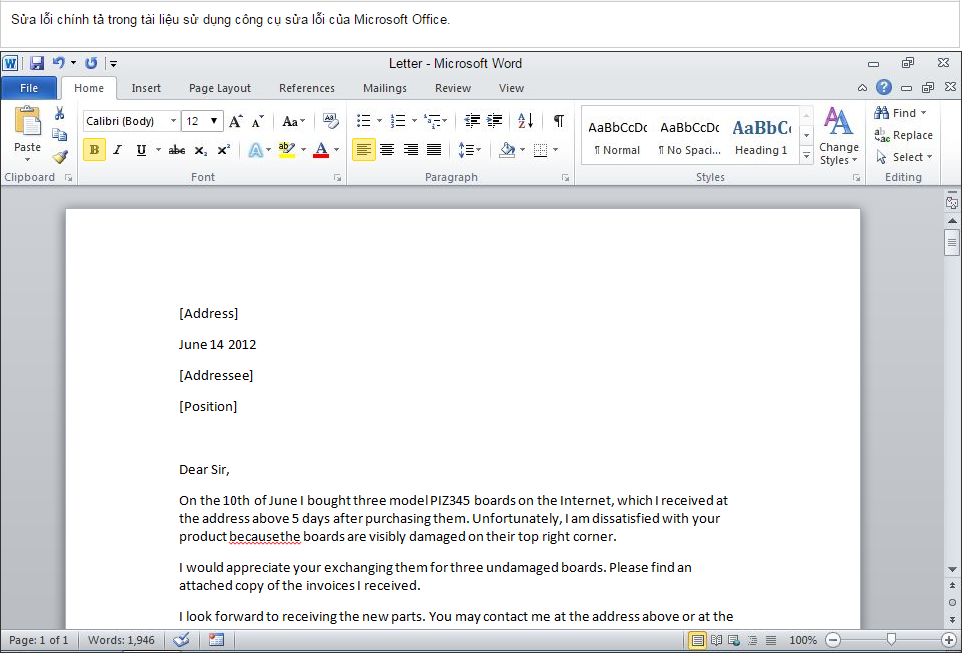 Sửa lỗi chính tả trong tài liệu sử dụng công cụ sửa lỗi của Microsoft Office.
W
Letter - Microsoft Word
File Home Insert Page Layout References Mailings Review View
Paste
Clipboard
Calibri (Body) 12 A A Aa
B I U abc X₂ X² A ab A
Font
A Z ¶
Paragraph
AaBbCcDc AaBbCcDc AaBbC
¶ Normal ¶ No Spaci... Heading 1
Change Styles
Styles
Find
Replace
Select
Editing
[Address]
June 14 2012
[Addressee]
[Position]
Dear Sir,
On the 10th of June I bought three model PIZ345 boards on the Internet, which I received at
the address above 5 days after purchasing them. Unfortunately, I am dissatisfied with your
product becausethe boards are visibly damaged on their top right corner.
I would appreciate your exchanging them for three undamaged boards. Please find an
attached copy of the invoices I received.
I look forward to receiving the new parts. You may contact me at the address above or at the
Page: 1 of 1 Words: 1,946 100%